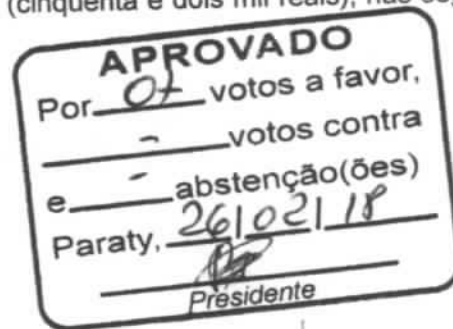 (cinquenta e dois mil reais), não
APROVADO
Por 07 votos a favor,
- votos contra
e - abstenção(ões)
Paraty, 26/02/18
Presidente